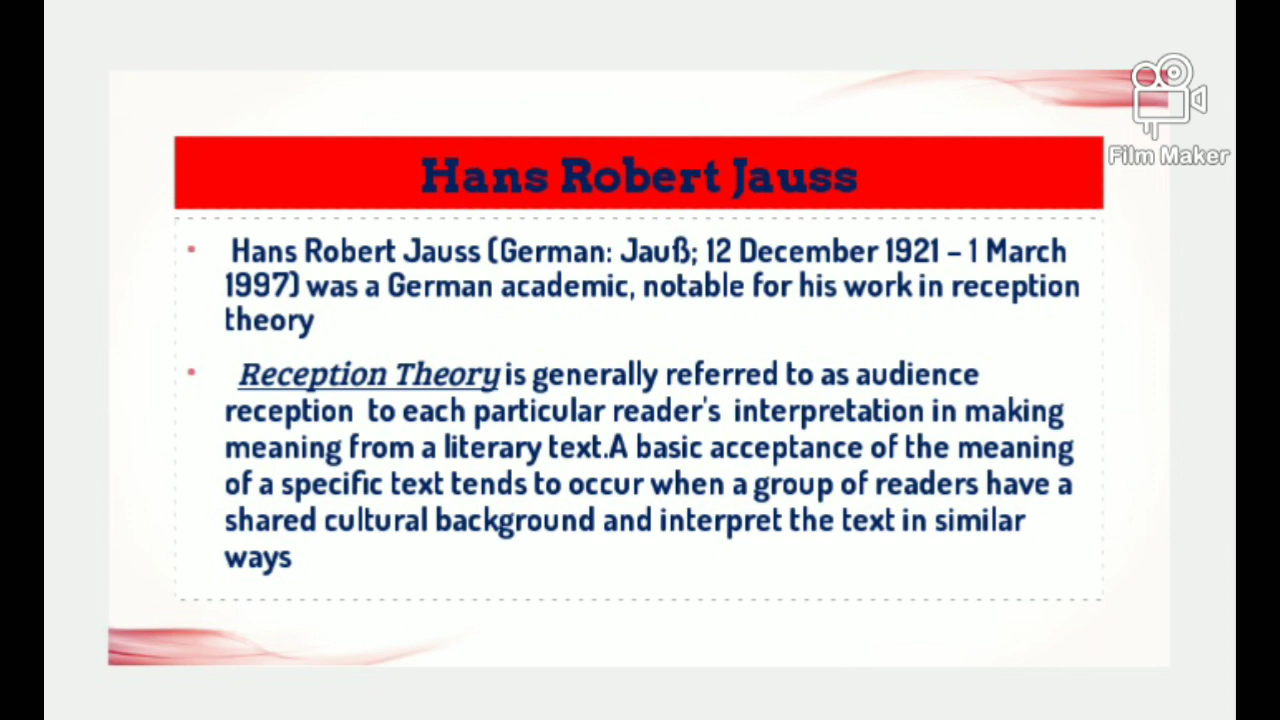 Film Maker
Hans Robert Jauss
• Hans Robert Jauss (German: Jauß; 12 December 1921 – 1 March
1997) was a German academic, notable for his work in reception
theory
• Reception Theory is generally referred to as audience
reception to each particular reader's interpretation in making
meaning from a literary text.A basic acceptance of the meaning
of a specific text tends to occur when a group of readers have a
shared cultural background and interpret the text in similar
ways